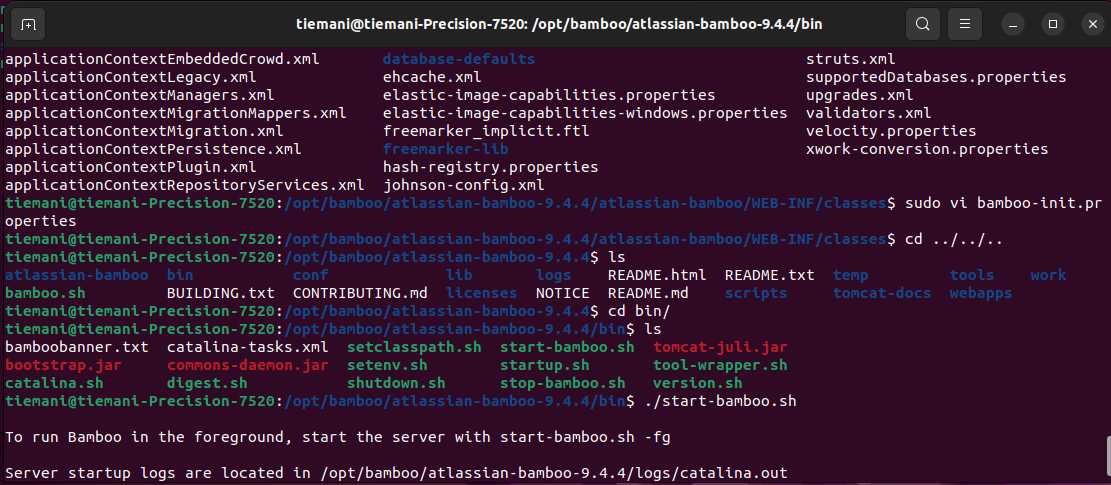 tiemani@tiemani-Precision-7520: /opt/bamboo/atlassian-bamboo-9.4.4/bin
applicationContextEmbeddedCrowd.xml database-defaults struts.xml
applicationContextLegacy.xml ehcache.xml supportedDatabases.properties
applicationContextManagers.xml elastic-image-capabilities.properties upgrades.xml
applicationContextMigrationMappers.xml elastic-image-capabilities-windows.properties validators.xml
applicationContextMigration.xml freemarker_implicit.ftl velocity.properties
applicationContextPersistence.xml freemarker-lib xwork-conversion.properties
applicationContextPlugin.xml hash-registry.properties
applicationContextRepositoryServices.xml johnson-config.xml
tiemani@tiemani-Precision-7520:/opt/bamboo/atlassian-bamboo-9.4.4/atlassian-bamboo/WEB-INF/classes$ sudo vi bamboo-init.pr
operties
tiemani@tiemani-Precision-7520:/opt/bamboo/atlassian-bamboo-9.4.4/atlassian-bamboo/WEB-INF/classes$ cd ../../..
tiemani@tiemani-Precision-7520:/opt/bamboo/atlassian-bamboo-9.4.4$ ls
atlassian-bamboo bin conf lib logs README.html README.txt temp tools work
bamboo.sh BUILDING.txt CONTRIBUTING.md licenses NOTICE README.md scripts tomcat-docs webapps
tiemani@tiemani-Precision-7520:/opt/bamboo/atlassian-bamboo-9.4.4$ cd bin/
tiemani@tiemani-Precision-7520:/opt/bamboo/atlassian-bamboo-9.4.4/bin$ ls
bamboobanner.txt catalina-tasks.xml setclasspath.sh start-bamboo.sh tomcat-juli.jar
bootstrap.jar commons-daemon.jar setenv.sh startup.sh tool-wrapper.sh
catalina.sh digest.sh shutdown.sh stop-bamboo.sh version.sh
tiemani@tiemani-Precision-7520:/opt/bamboo/atlassian-bamboo-9.4.4/bin$ ./start-bamboo.sh
To run Bamboo in the foreground, start the server with start-bamboo.sh -fg
Server startup logs are located in /opt/bamboo/atlassian-bamboo-9.4.4/logs/catalina.out